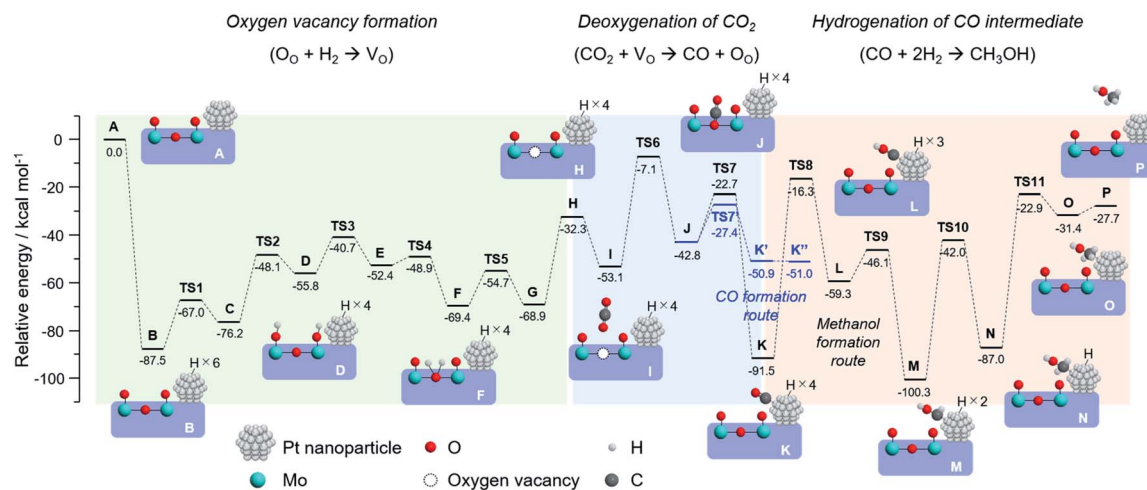 Oxygen vacancy formation
(O_O + H₂ → V_O)
Deoxygenation of CO₂
(CO₂ + V_O → CO + O_O)
Hydrogenation of CO intermediate
(CO + 2H₂ → CH₃OH)
Relative energy / kcal mol⁻¹
0
-20
-40
-60
-80
-100
A
0.0
B
-87.5
TS1
-67.0
C
-76.2
TS2
-48.1
D
-55.8
TS3
-40.7
E
-52.4
TS4
-48.9
F
-69.4
TS5
-54.7
G
-68.9
H
-32.3
I
-53.1
TS6
-7.1
J
-42.8
TS7
-22.7
TS7'
-27.4
K'
-50.9
K''
-51.0
CO formation
route
K
-91.5
TS8
-16.3
L
-59.3
TS9
-46.1
Methanol
formation
route
M
-100.3
TS10
-42.0
N
-87.0
TS11
-22.9
O
-31.4
P
-27.7
A
H×6
B
H×4
D
H×4
F
H×4
H
H×4
I
H×4
J
H×4
K
H×3
L
H×2
M
H
N
O
P
Pt nanoparticle
O
H
Mo
Oxygen vacancy
C